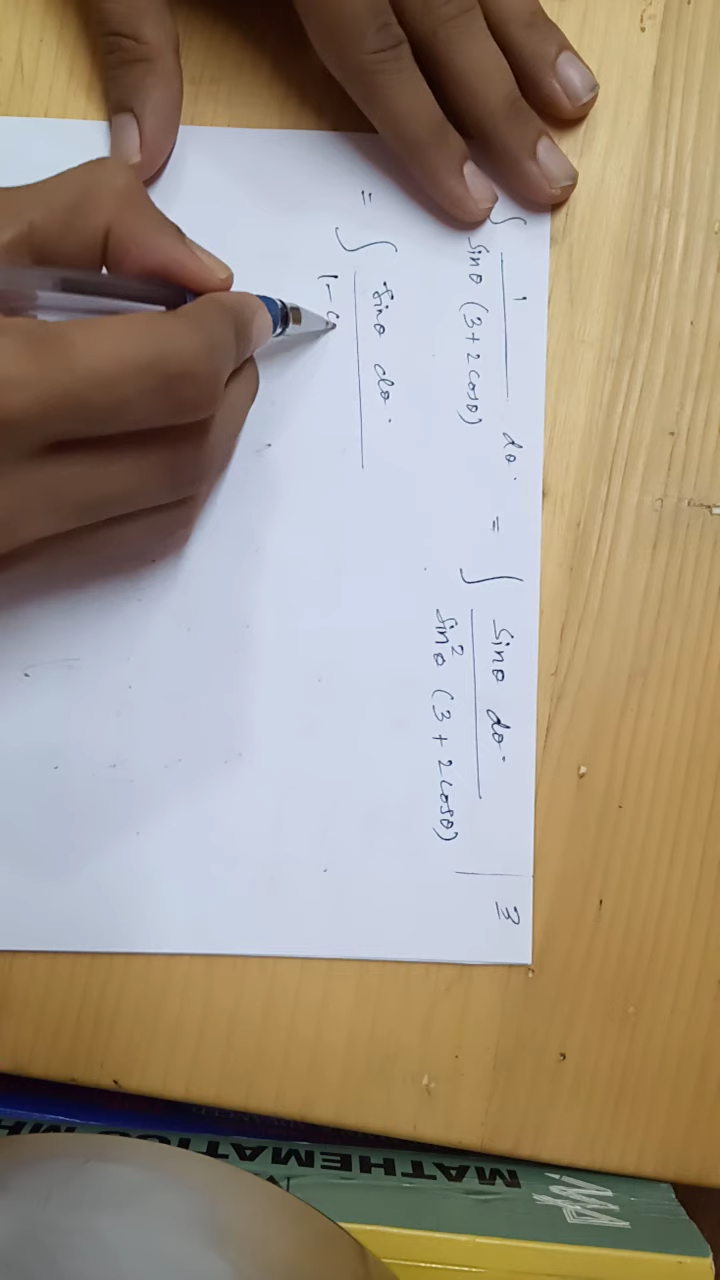 ∫ 1 / sinθ (3+2cosθ) dθ. = ∫ sinθ dθ. / sin²θ (3 + 2cosθ)
3
= ∫ sinθ dθ. / 1-c
MATHEMATICS